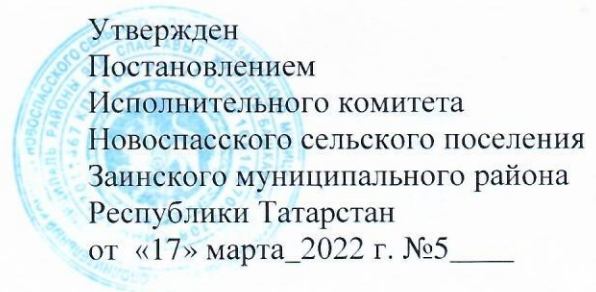 Утвержден
Постановлением
Исполнительного комитета
Новоспасского сельского поселения
Заинского муниципального района
Республики Татарстан
от «17» марта_2022 г. №5____